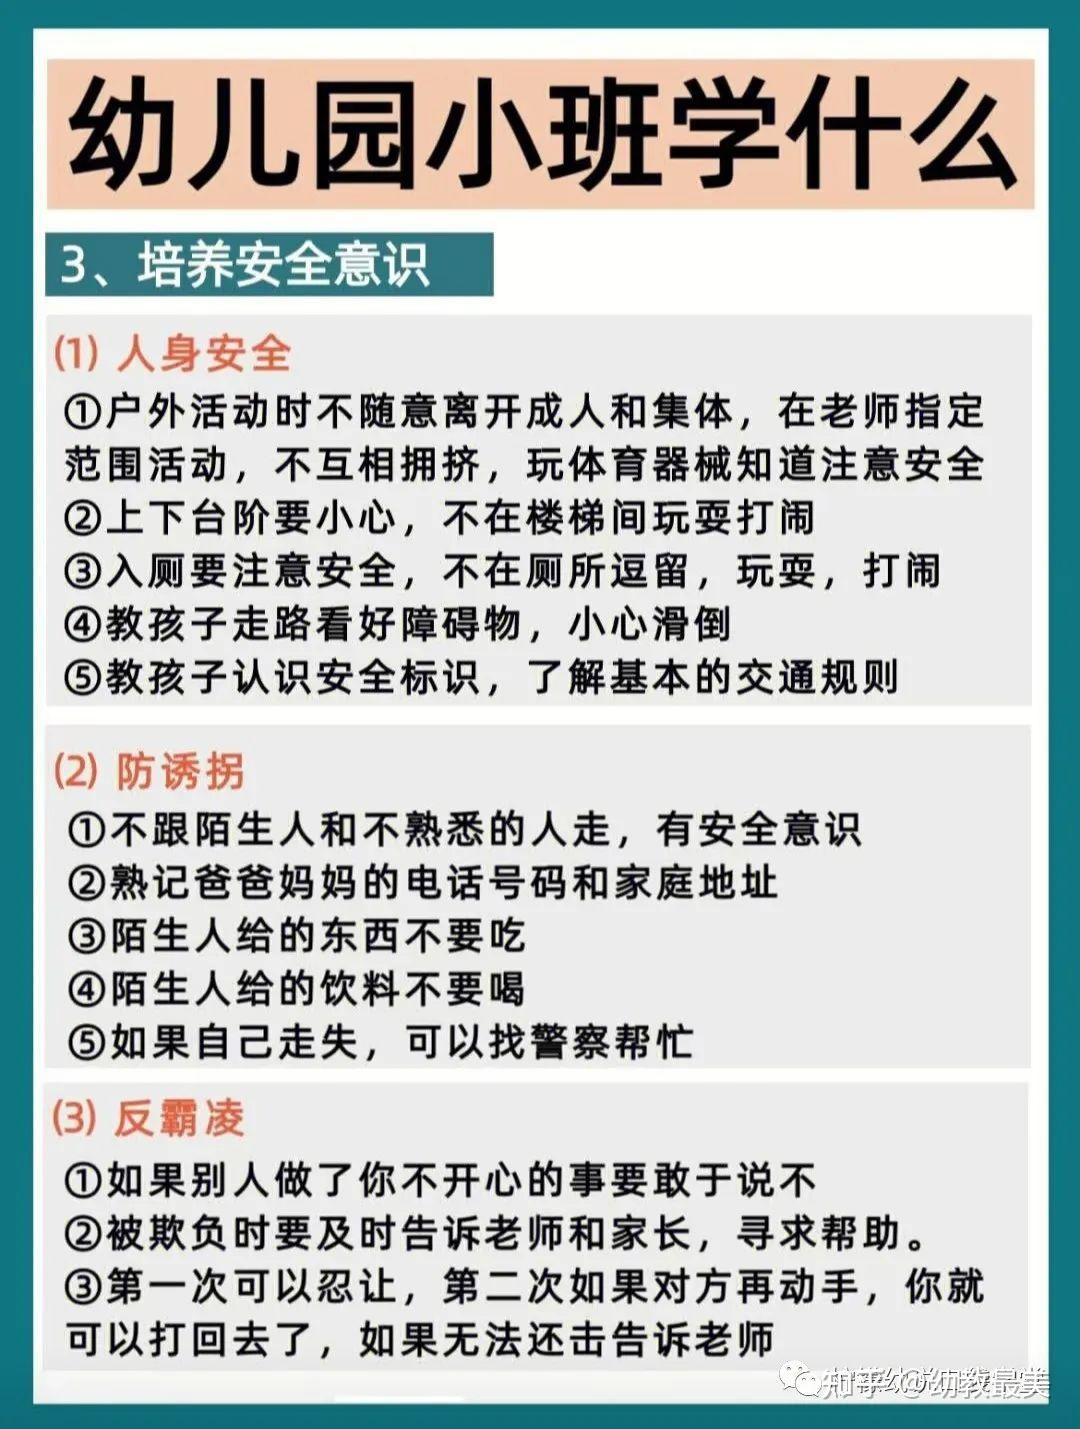 幼儿园小班学什么
3、培养安全意识
(1) 人身安全
①户外活动时不随意离开成人和集体，在老师指定
范围活动，不互相拥挤，玩体育器械知道注意安全
②上下台阶要小心，不在楼梯间玩耍打闹
③入厕要注意安全，不在厕所逗留，玩耍，打闹
④教孩子走路看好障碍物，小心滑倒
⑤教孩子认识安全标识，了解基本的交通规则
(2) 防诱拐
①不跟陌生人和不熟悉的人走，有安全意识
②熟记爸爸妈妈的电话号码和家庭地址
③陌生人给的东西不要吃
④陌生人给的饮料不要喝
⑤如果自己走失，可以找警察帮忙
(3) 反霸凌
①如果别人做了你不开心的事要敢于说不
②被欺负时要及时告诉老师和家长，寻求帮助。
③第一次可以忍让，第二次如果对方再动手，你就
可以打回去了，如果无法还击告诉老师
知乎 @幼教最美